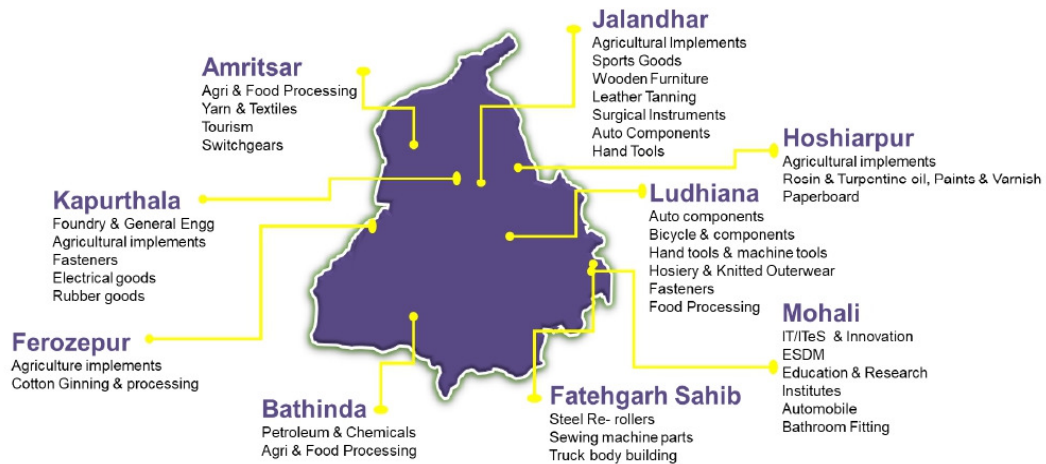 Jalandhar
Agricultural Implements
Sports Goods
Wooden Furniture
Leather Tanning
Surgical Instruments
Auto Components
Hand Tools
Amritsar
Agri & Food Processing
Yarn & Textiles
Tourism
Switchgears
Hoshiarpur
Agricultural implements
Rosin & Turpentine oil, Paints & Varnish
Paperboard
Kapurthala
Foundry & General Engg
Agricultural implements
Fasteners
Electrical goods
Rubber goods
Ludhiana
Auto components
Bicycle & components
Hand tools & machine tools
Hosiery & Knitted Outerwear
Fasteners
Food Processing
Mohali
IT/ITeS & Innovation
ESDM
Education & Research
Institutes
Automobile
Bathroom Fitting
Ferozepur
Agriculture implements
Cotton Ginning & processing
Bathinda
Petroleum & Chemicals
Agri & Food Processing
Fatehgarh Sahib
Steel Re- rollers
Sewing machine parts
Truck body building